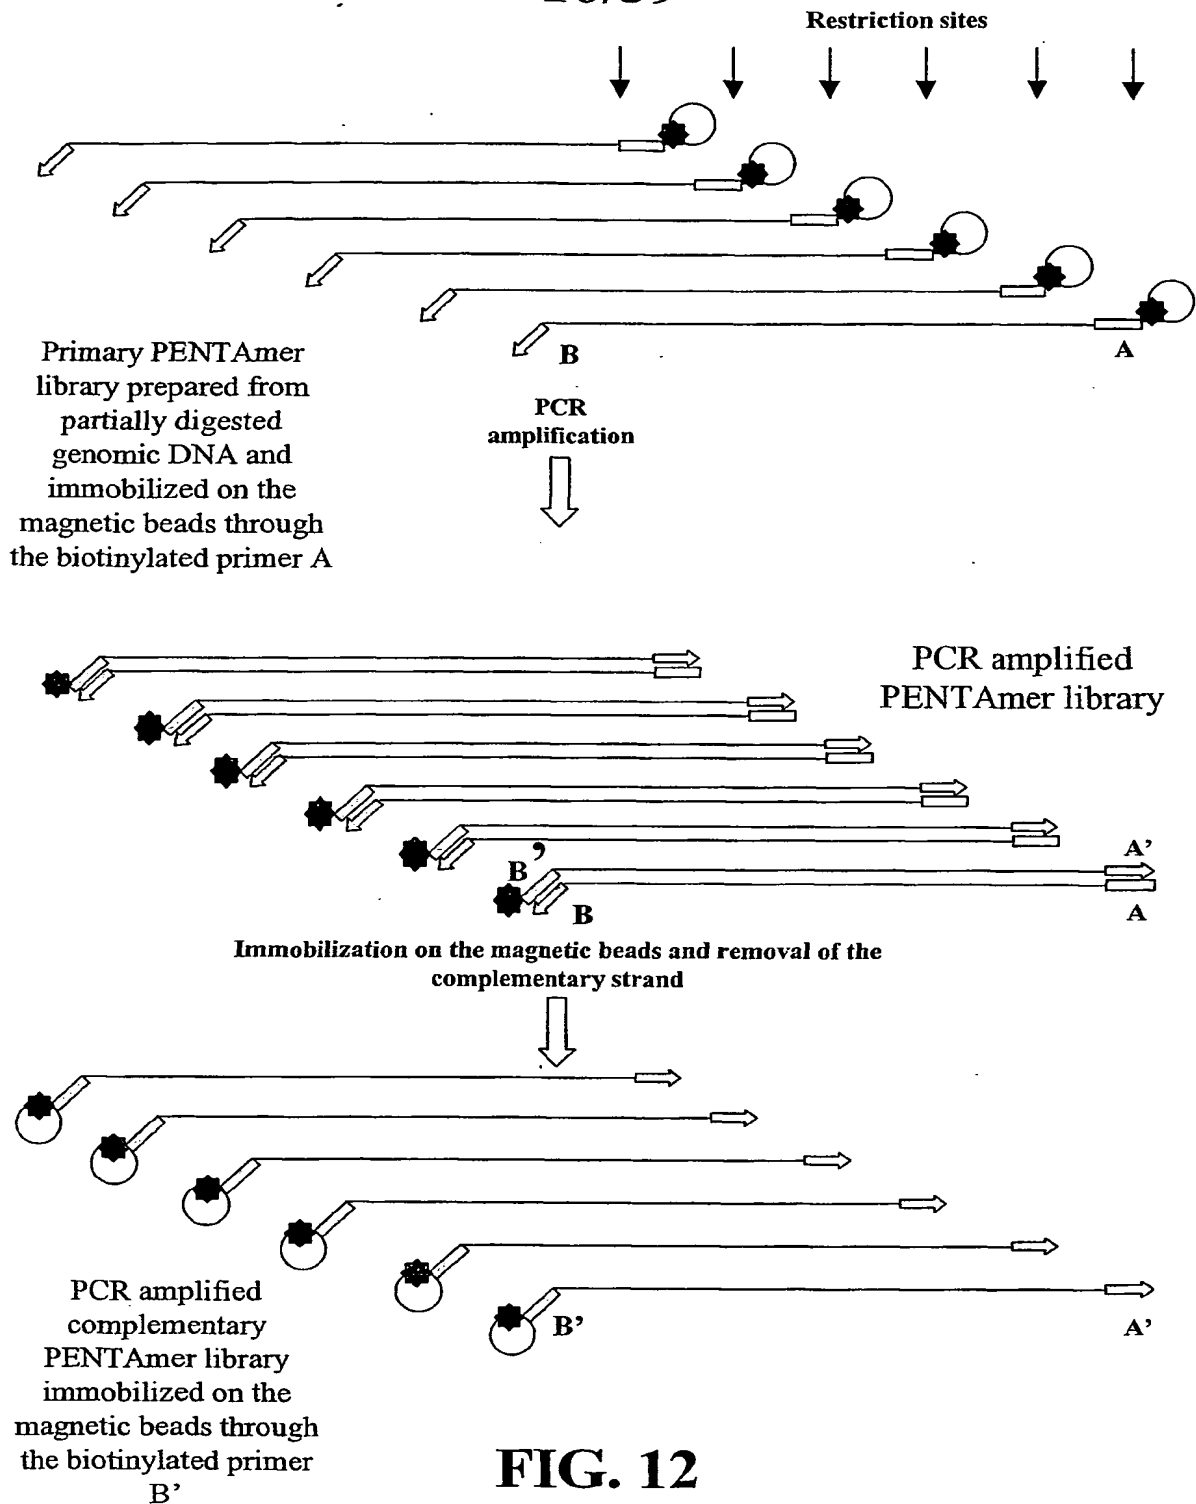 Restriction sites
B
A
Primary PENTAmer
library prepared from
partially digested
genomic DNA and
immobilized on the
magnetic beads through
the biotinylated primer A
PCR
amplification
PCR amplified
PENTAmer library
B'
A'
B
A
Immobilization on the magnetic beads and removal of the
complementary strand
B'
A'
PCR amplified
complementary
PENTAmer library
immobilized on the
magnetic beads through
the biotinylated primer
B'
FIG. 12